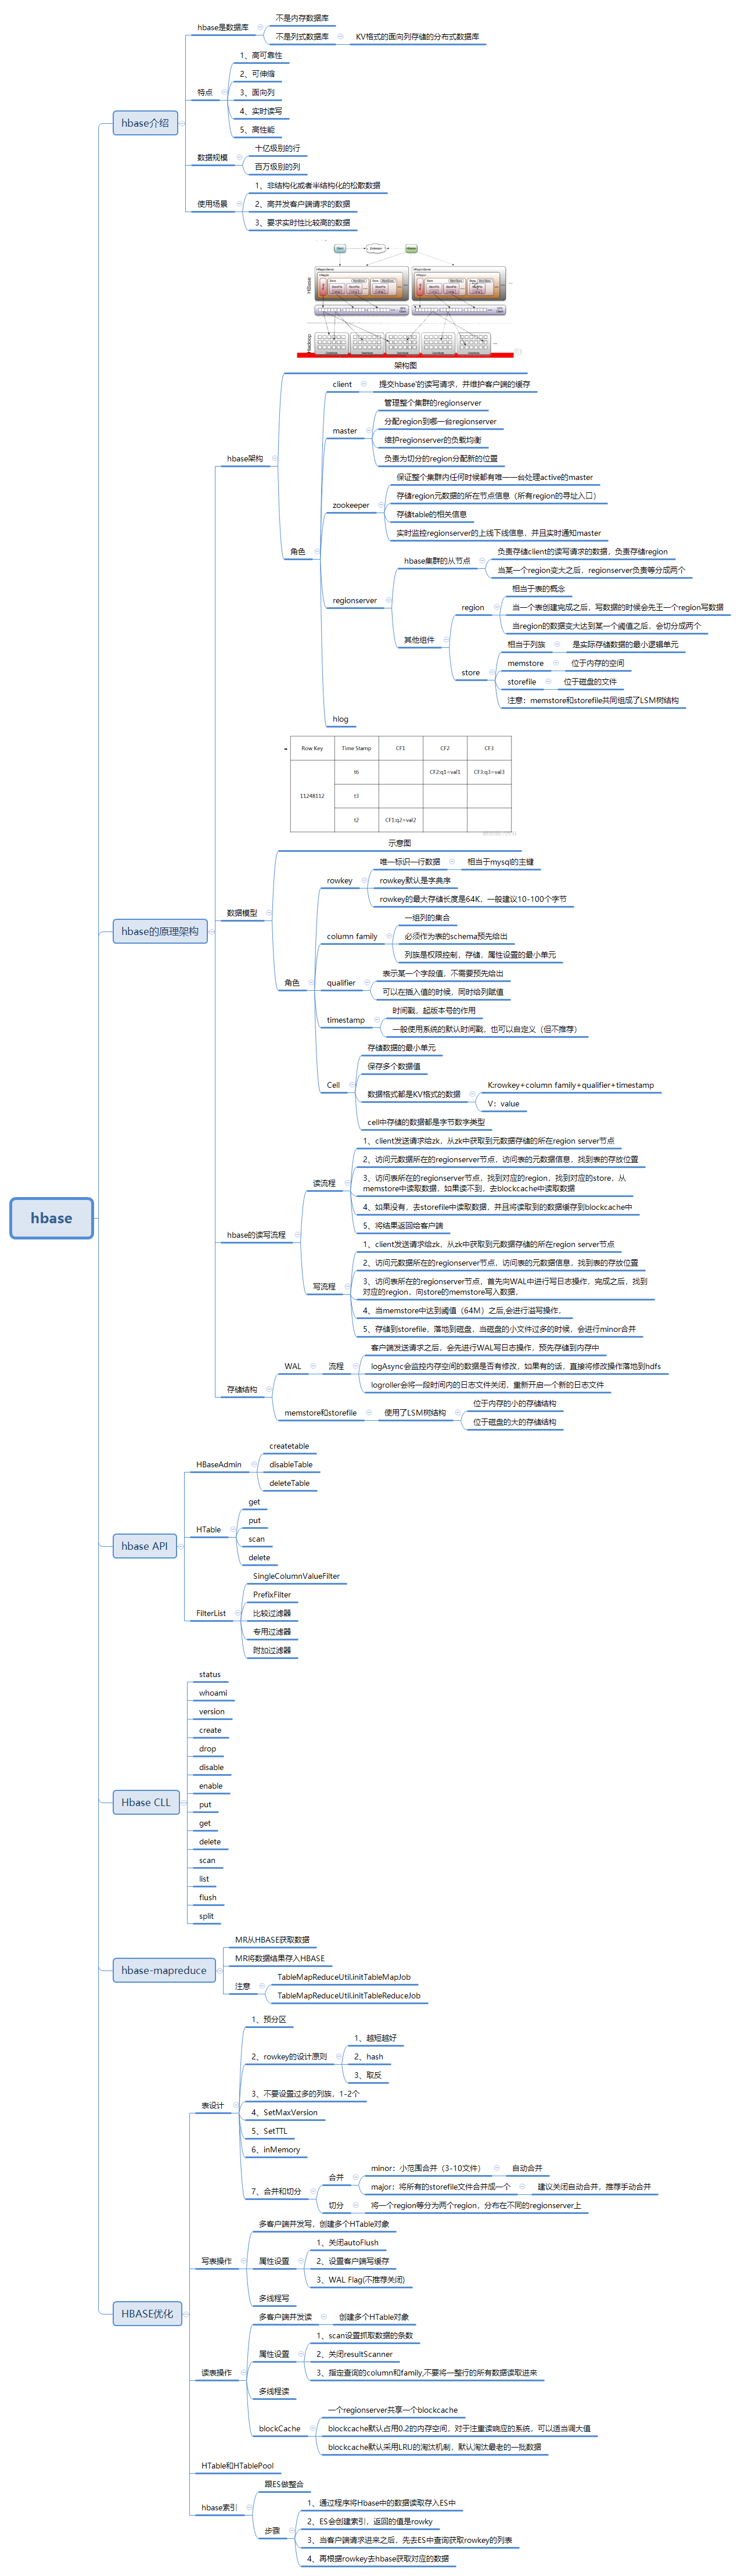 hbase
hbase介绍
hbase是数据库
不是内存数据库
不是列式数据库
KV格式的面向列存储的分布式数据库
特点
1、高可靠性
2、可伸缩
3、面向列
4、实时读写
5、高性能
数据规模
十亿级别的行
百万级别的列
使用场景
1、非结构化或者半结构化的松散数据
2、高并发客户端请求的数据
3、要求实时性比较高的数据
hbase的原理架构
hbase架构
HBase
Hadoop
架构图
角色
client
提交hbase'的读写请求，并维护客户端的缓存
master
管理整个集群的regionserver
分配region到哪一台regionserver
维护regionserver的负载均衡
负责为切分的region分配新的位置
zookeeper
保证整个集群内任何时候都有唯一一台处理active的master
存储region元数据的所在节点信息（所有region的寻址入口）
存储table的相关信息
实时监控regionserver的上线下线信息，并且实时通知master
regionserver
hbase集群的从节点
负责存储client的读写请求的数据，负责存储region
当某一个region变大之后，regionserver负责等分成两个
其他组件
region
相当于表的概念
当一个表创建完成之后，写数据的时候会先王一个region写数据
当region的数据变大达到某一个阈值之后，会切分成两个
store
相当于列族
是实际存储数据的最小逻辑单元
memstore
位于内存的空间
storefile
位于磁盘的文件
注意：memstore和storefile共同组成了LSM树结构
hlog
数据模型
Row Key
Time Stamp
CF1
CF2
CF3
11248112
t6
CF2:q1=val1
CF3:q3=val3
t3
t2
CF1:q2=val2
示意图
角色
rowkey
唯一标识一行数据
相当于mysql的主键
rowkey默认是字典序
rowkey的最大存储长度是64K，一般建议10-100个字节
column family
一组列的集合
必须作为表的schema预先给出
列族是权限控制，存储，属性设置的最小单元
qualifier
表示某一个字段值，不需要预先给出
可以在插入值的时候，同时给列赋值
timestamp
时间戳，起版本号的作用
一般使用系统的默认时间戳，也可以自定义（但不推荐）
Cell
存储数据的最小单元
保存多个数据值
数据格式都是KV格式的数据
K:rowkey+column family+qualifier+timestamp
V：value
cell中存储的数据都是字节数字类型
hbase的读写流程
读流程
1、client发送请求给zk，从zk中获取到元数据存储的所在region server节点
2、访问元数据所在的regionserver节点，访问表的元数据信息，找到表的存放位置
3、访问表所在的regionserver节点，找到对应的region，找到对应的store，从
memstore中读取数据，如果读不到，去blockcache中读取数据
4、如果没有，去storefile中读取数据，并且将读取到的数据缓存到blockcache中
5、将结果返回给客户端
写流程
1、client发送请求给zk，从zk中获取到元数据存储的所在region server节点
2、访问元数据所在的regionserver节点，访问表的元数据信息，找到表的存放位置
3、访问表所在的regionserver节点，首先向WAL中进行写日志操作，完成之后，找到
对应的region，向store的memstore写入数据，
4、当memstore中达到阈值（64M）之后,会进行溢写操作，
5、存储到storefile，落地到磁盘，当磁盘的小文件过多的时候，会进行minor合并
存储结构
WAL
流程
客户端发送请求之后，会先进行WAL写日志操作，预先存储到内存中
logAsync会监控内存空间的数据是否有修改，如果有的话，直接将修改操作落地到hdfs
logroller会将一段时间内的日志文件关闭，重新开启一个新的日志文件
memstore和storefile
使用了LSM树结构
位于内存的小的存储结构
位于磁盘的大的存储结构
hbase API
HBaseAdmin
createtable
disableTable
deleteTable
HTable
get
put
scan
delete
FilterList
SingleColumnValueFilter
PrefixFilter
比较过滤器
专用过滤器
附加过滤器
Hbase CLL
status
whoami
version
create
drop
disable
enable
put
get
delete
scan
list
flush
split
hbase-mapreduce
MR从HBASE获取数据
MR将数据结果存入HBASE
注意
TableMapReduceUtil.initTableMapJob
TableMapReduceUtil.initTableReduceJob
HBASE优化
表设计
1、预分区
2、rowkey的设计原则
1、越短越好
2、hash
3、取反
3、不要设置过多的列族，1-2个
4、SetMaxVersion
5、SetTTL
6、inMemory
7、合并和切分
合并
minor：小范围合并（3-10文件）
自动合并
major：将所有的storefile文件合并成一个
建议关闭自动合并，推荐手动合并
切分
将一个region等分为两个region，分布在不同的regionserver上
写表操作
多客户端并发写，创建多个HTable对象
属性设置
1、关闭autoFlush
2、设置客户端写缓存
3、WAL Flag(不推荐关闭)
多线程写
读表操作
多客户端并发读
创建多个HTable对象
属性设置
1、scan设置抓取数据的条数
2、关闭resultScanner
3、指定查询的column和family,不要将一整行的所有数据读取进来
多线程读
blockCache
一个regionserver共享一个blockcache
blockcache默认占用0.2的内存空间，对于注重读响应的系统，可以适当调大值
blockcache默认采用LRU的淘汰机制，默认淘汰最老的一批数据
HTable和HTablePool
hbase索引
跟ES做整合
步骤
1、通过程序将Hbase中的数据读取存入ES中
2、ES会创建索引，返回的值是rowky
3、当客户端请求进来之后，先去ES中查询获取rowkey的列表
4、再根据rowkey去hbase获取对应的数据